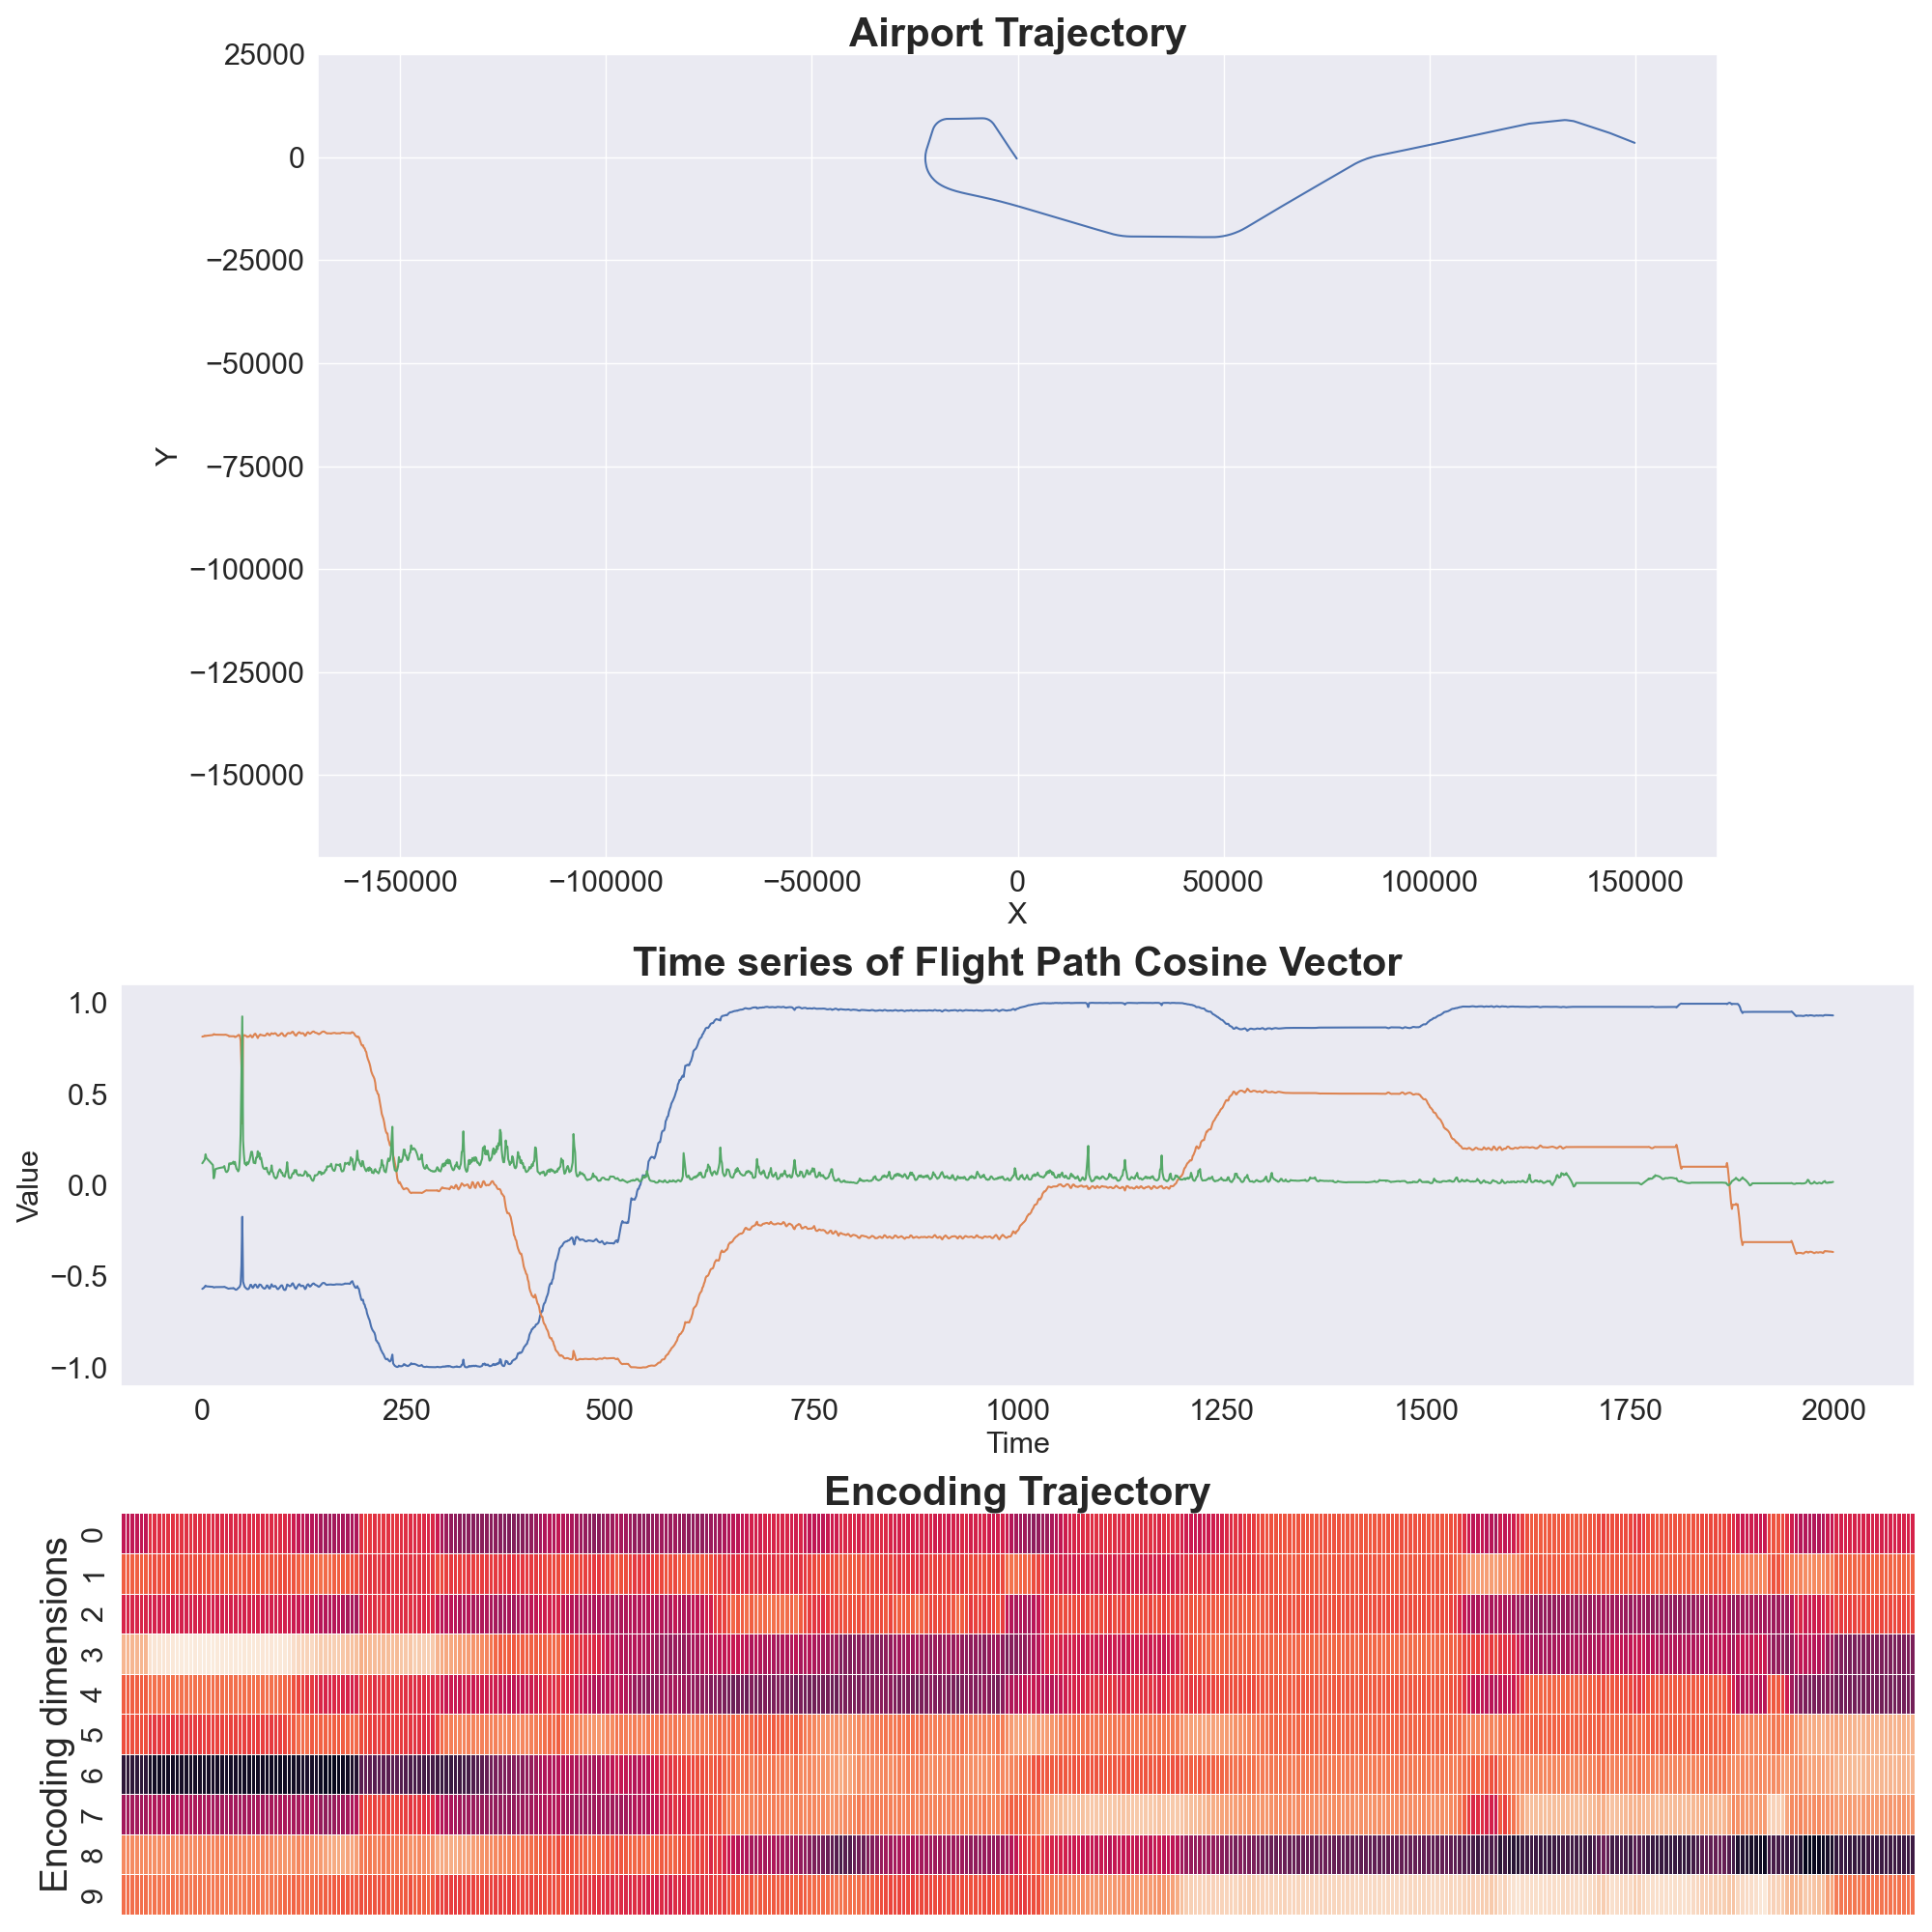 Airport Trajectory
25000
0
−25000
−50000
−75000
−100000
−125000
−150000
Y
−150000 −100000 −50000 0 50000 100000 150000
X
Time series of Flight Path Cosine Vector
1.0
0.5
0.0
−0.5
−1.0
Value
0 250 500 750 1000 1250 1500 1750 2000
Time
Encoding Trajectory
Encoding dimensions
0
1
2
3
4
5
6
7
8
9